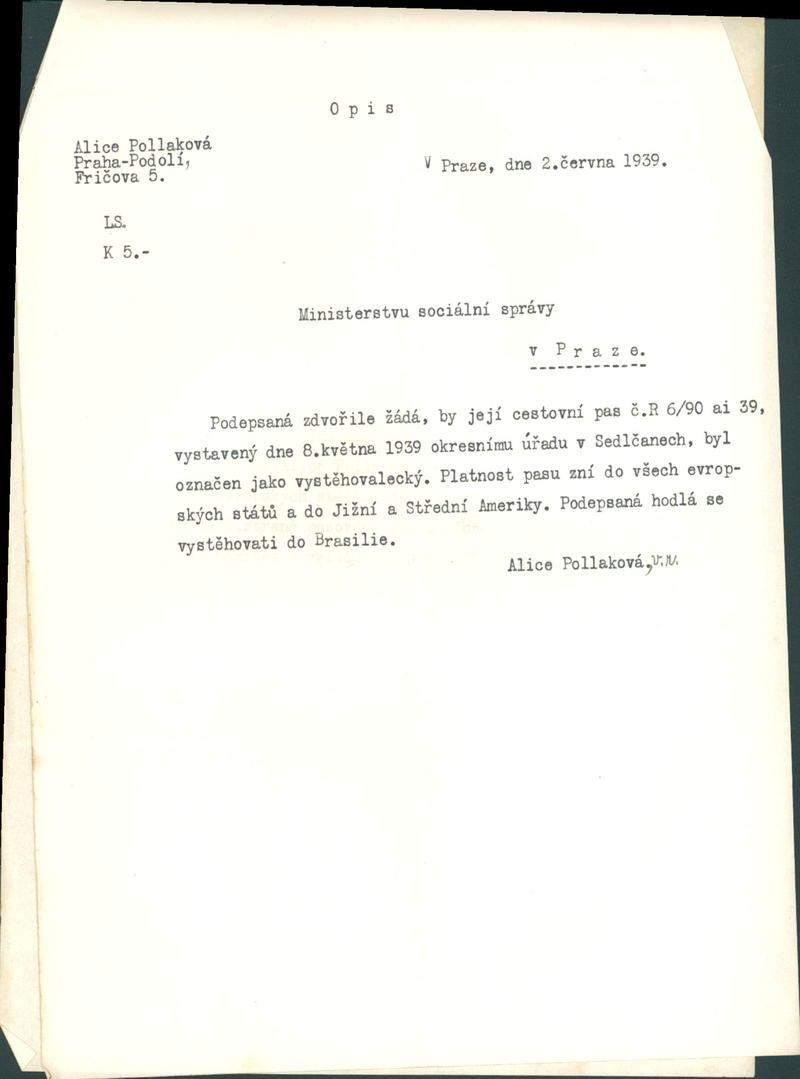 O p i s
Alice Pollaková
Praha-Podolí,
Fričova 5.
V Praze, dne 2.června 1939.
LS.
K 5.-
Ministerstvu sociální správy
v P r a z e.
Podepsaná zdvořile žádá, by její cestovní pas č.R 6/90 ai 39,
vystavený dne 8.května 1939 okresnímu úřadu v Sedlčanech, byl
označen jako vystěhovalecký. Platnost pasu zní do všech evrop-
ských států a do Jižní a Střední Ameriky. Podepsaná hodlá se
vystěhovati do Brasilie.
Alice Pollaková, v.r.